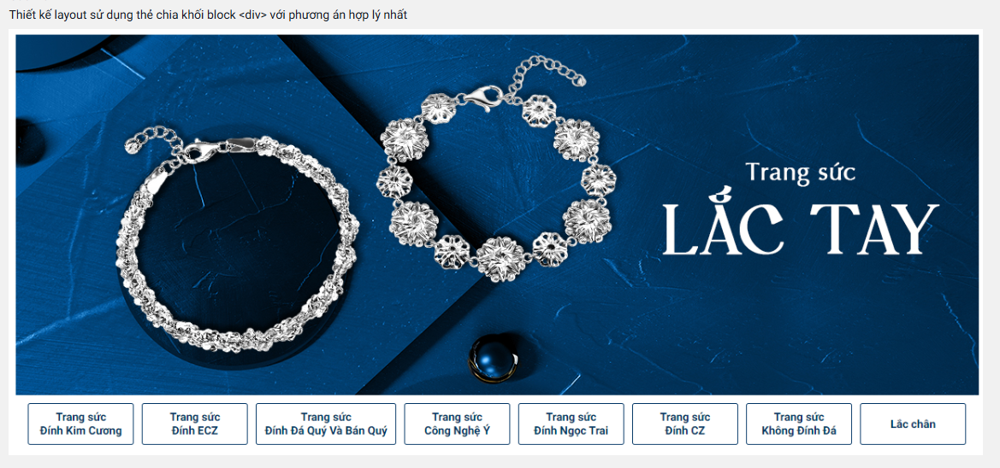 Thiết kế layout sử dụng thẻ chia khối block <div> với phương án hợp lý nhất
Trang sức
LẮC TAY
Trang sức
Đính Kim Cương
Trang sức
Đính ECZ
Trang sức
Đính Đá Quý Và Bán Quý
Trang sức
Công Nghệ Ý
Trang sức
Đính Ngọc Trai
Trang sức
Đính CZ
Trang sức
Không Đính Đá
Lắc chân